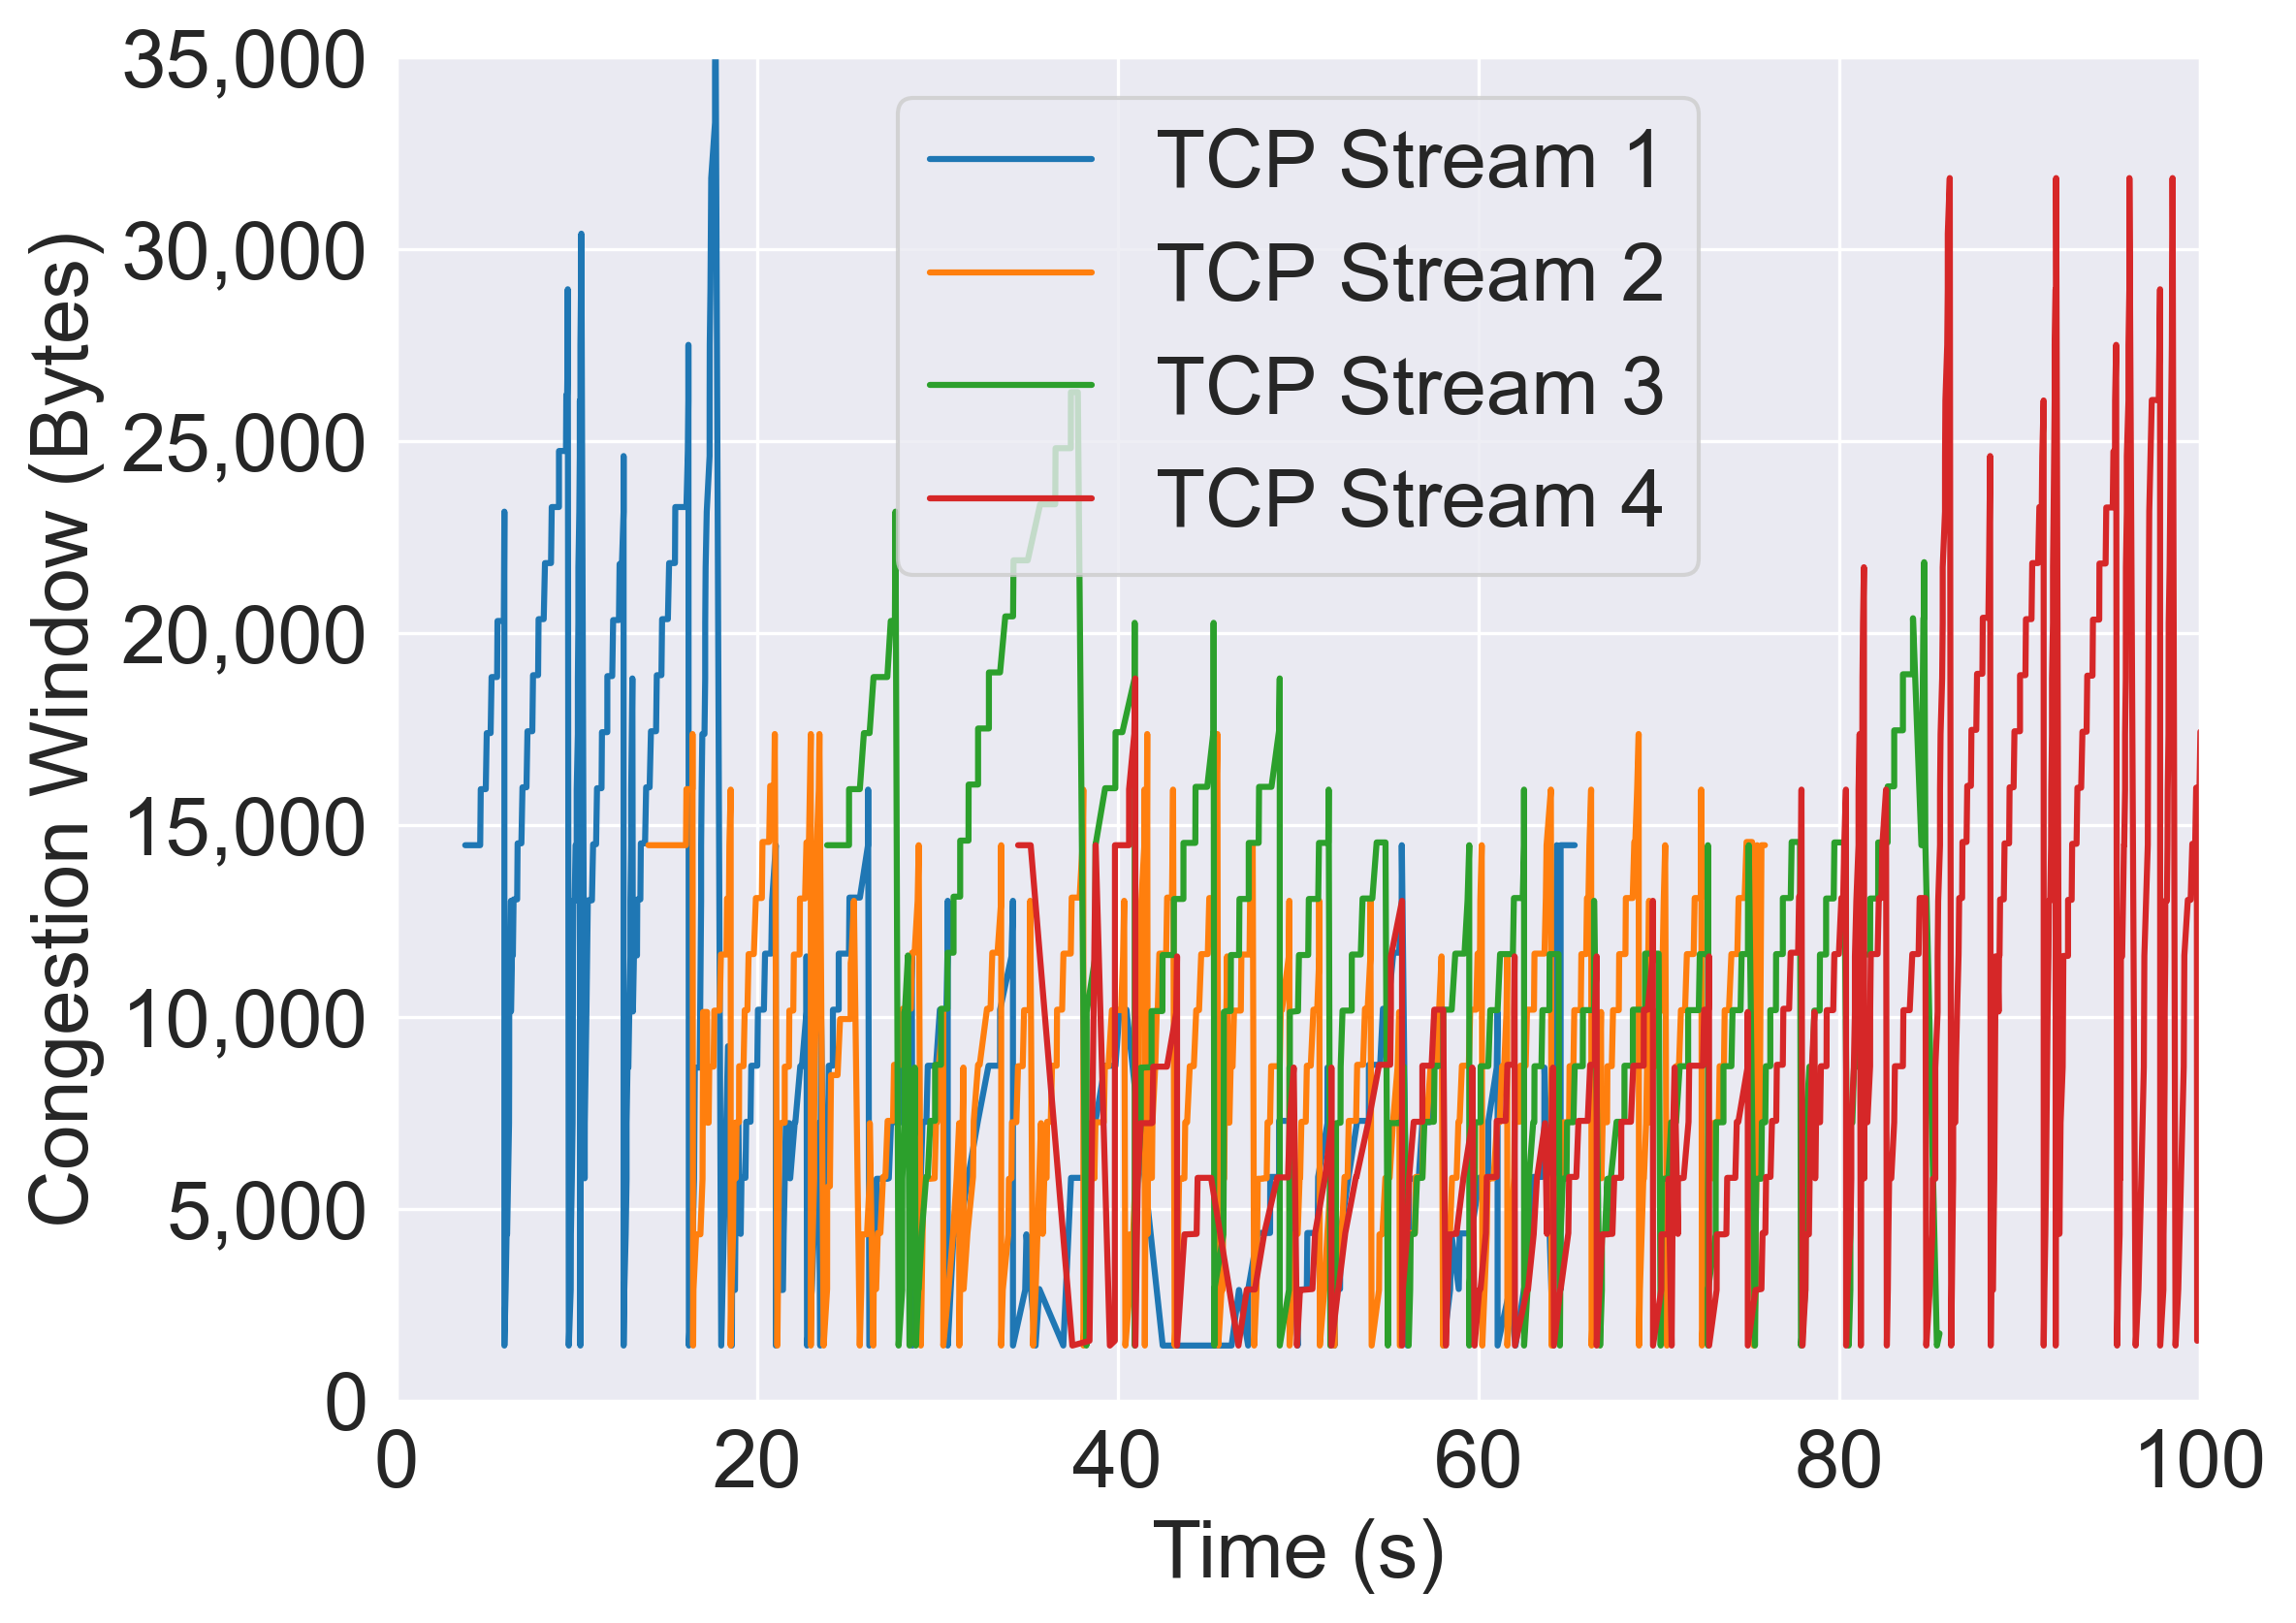 35,000
30,000
25,000
20,000
15,000
10,000
5,000
0
Congestion Window (Bytes)
TCP Stream 1
TCP Stream 2
TCP Stream 3
TCP Stream 4
0 20 40 60 80 100
Time (s)